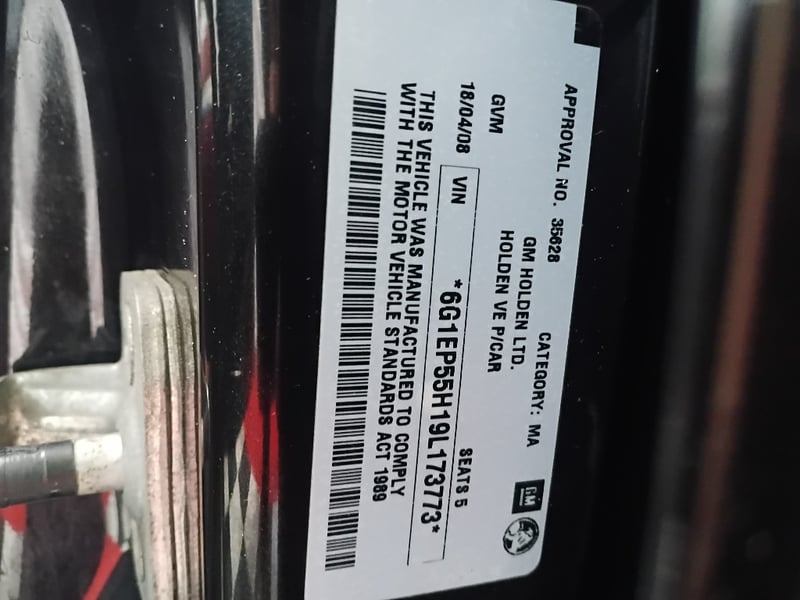 APPROVAL NO. 35628 CATEGORY: MA
GM HOLDEN LTD.
HOLDEN VE P/CAR
GM
GVM
18/04/08 SEATS 5
VIN *6G1EP55H19L173773*
THIS VEHICLE WAS MANUFACTURED TO COMPLY
WITH THE MOTOR VEHICLE STANDARDS ACT 1989